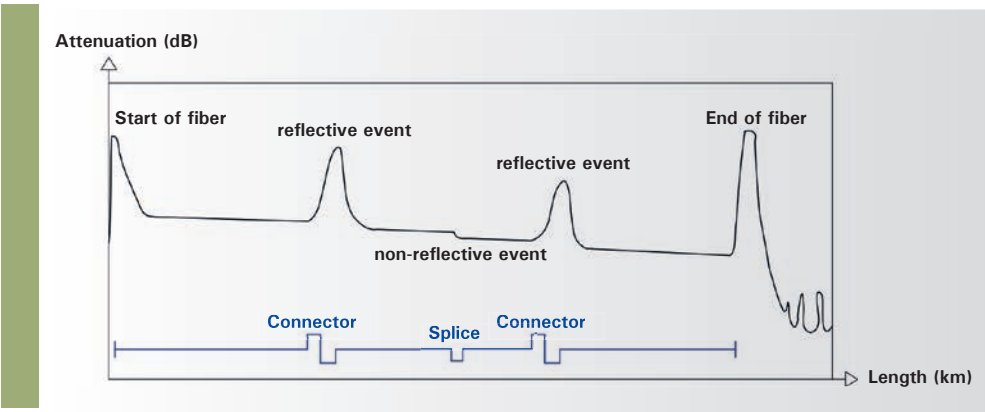 Attenuation (dB)
Start of fiber
End of fiber
reflective event
reflective event
non-reflective event
Connector
Splice
Connector
Length (km)